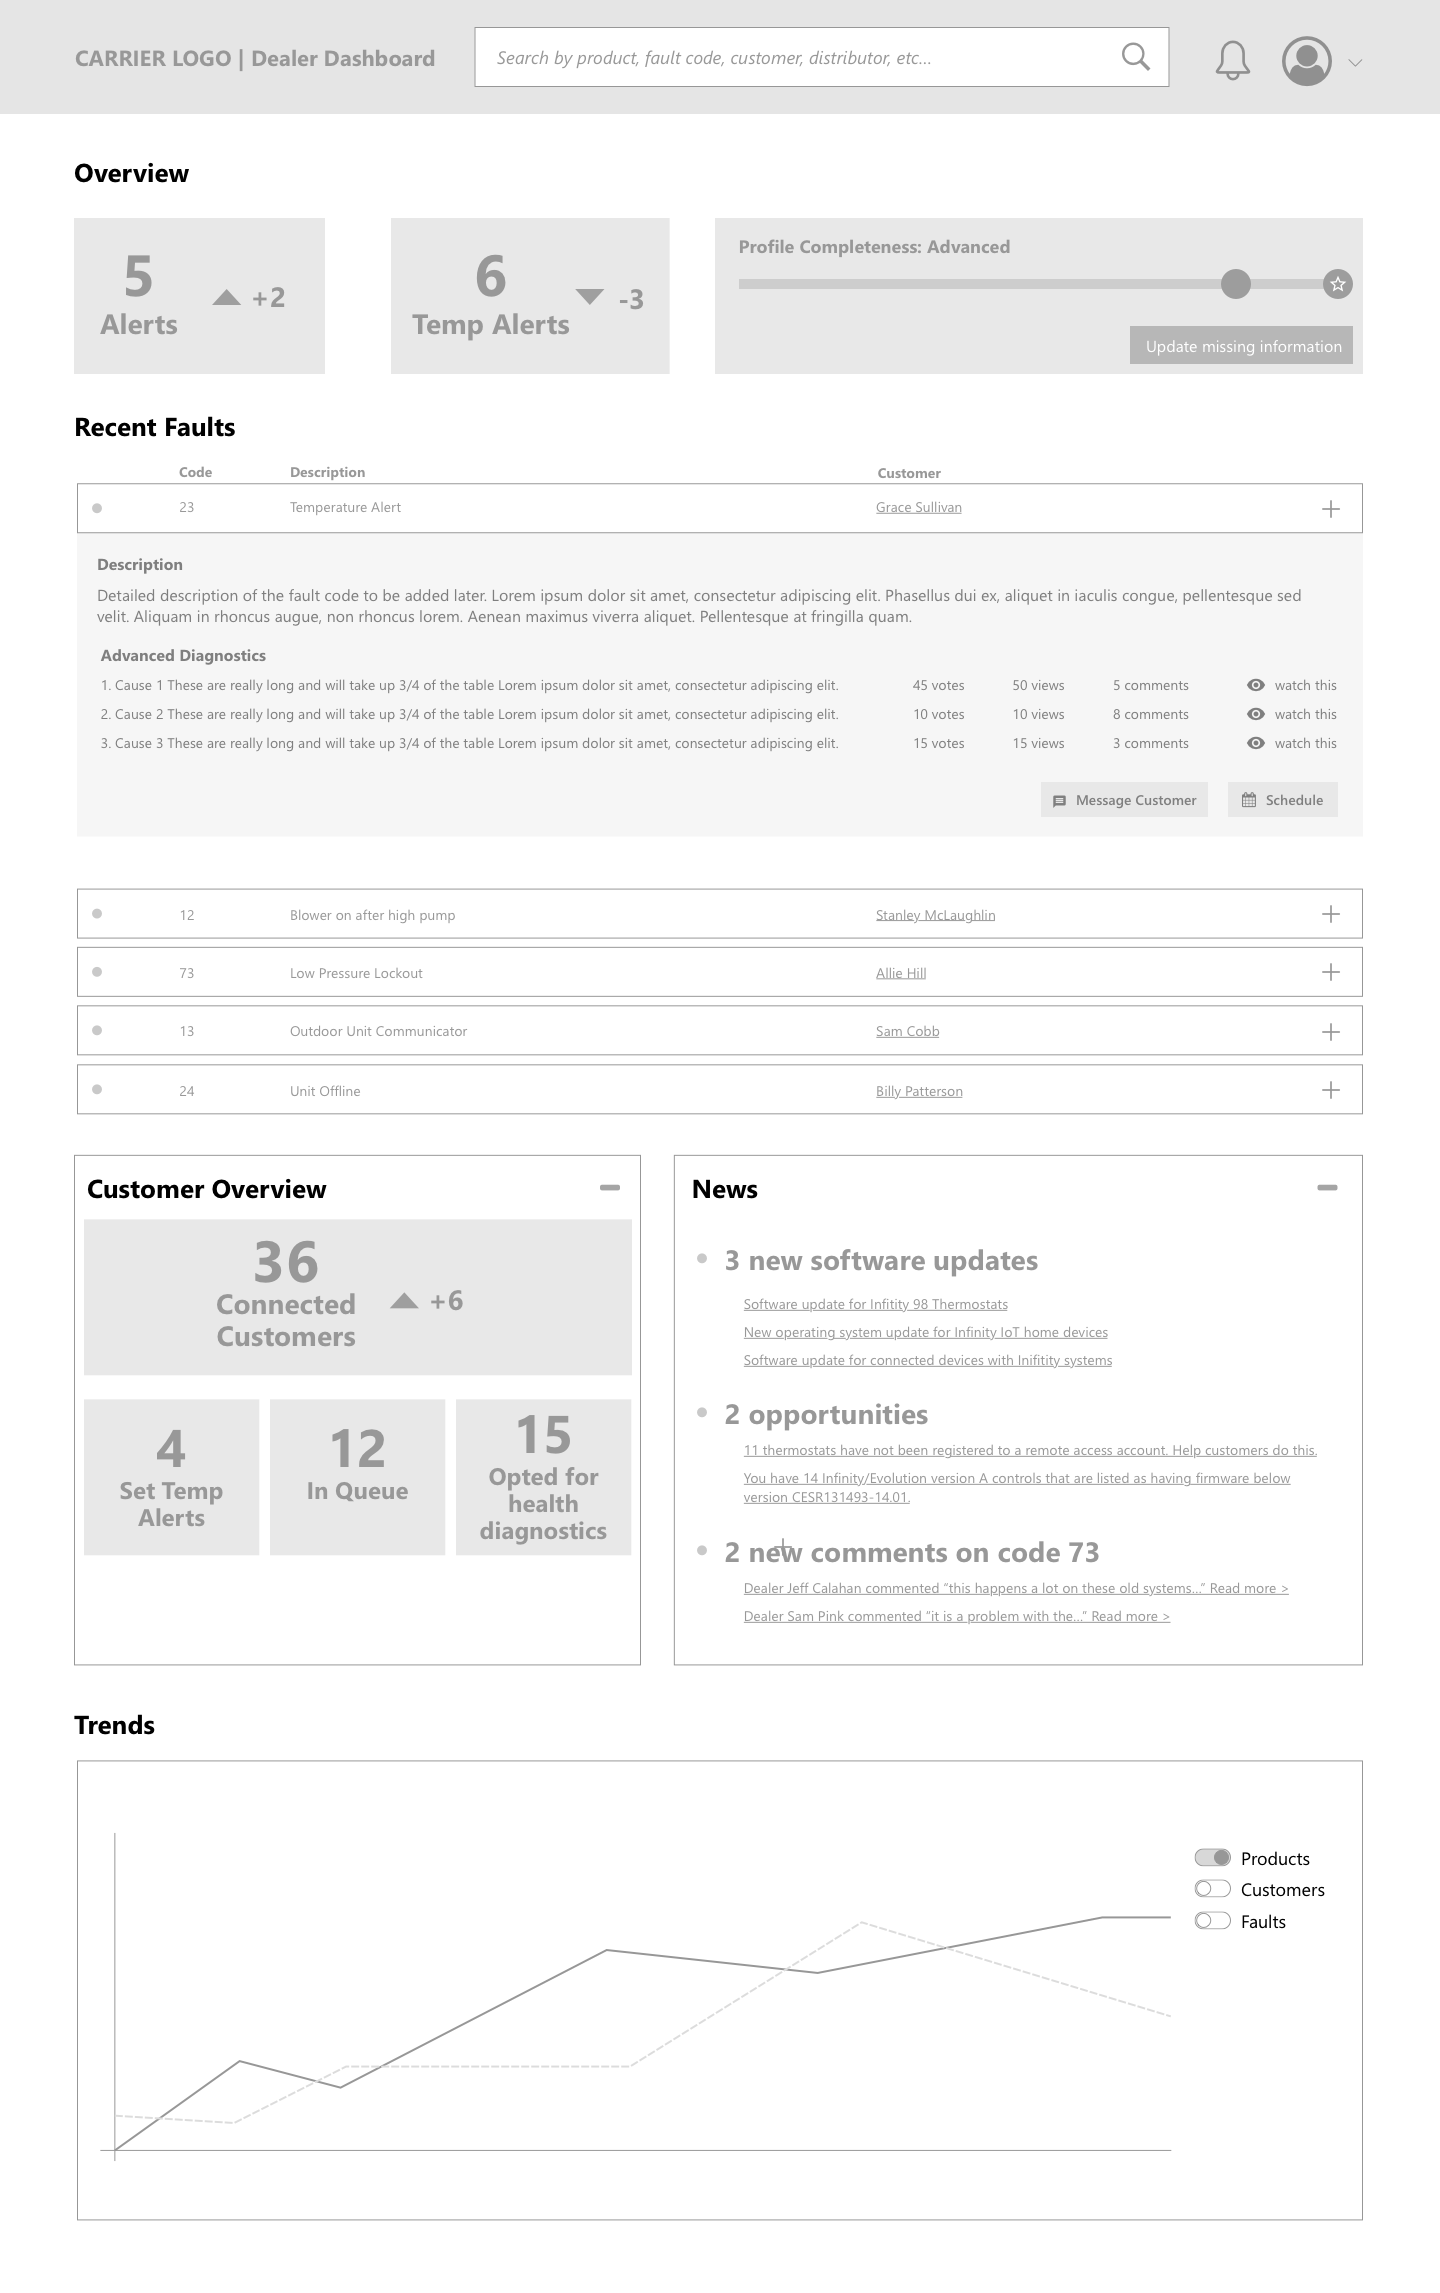 CARRIER LOGO | Dealer Dashboard
Search by product, fault code, customer, distributor, etc...
Overview
5
Alerts
+2
6
Temp Alerts
-3
Profile Completeness: Advanced
Update missing information
Recent Faults
Code Description Customer
23 Temperature Alert Grace Sullivan
Description
Detailed description of the fault code to be added later. Lorem ipsum dolor sit amet, consectetur adipiscing elit. Phasellus dui ex, aliquet in iaculis congue, pellentesque sed
velit. Aliquam in rhoncus augue, non rhoncus lorem. Aenean maximus viverra aliquet. Pellentesque at fringilla quam.
Advanced Diagnostics
1. Cause 1 These are really long and will take up 3/4 of the table Lorem ipsum dolor sit amet, consectetur adipiscing elit. 45 votes 50 views 5 comments watch this
2. Cause 2 These are really long and will take up 3/4 of the table Lorem ipsum dolor sit amet, consectetur adipiscing elit. 10 votes 10 views 8 comments watch this
3. Cause 3 These are really long and will take up 3/4 of the table Lorem ipsum dolor sit amet, consectetur adipiscing elit. 15 votes 15 views 3 comments watch this
Message Customer Schedule
12 Blower on after high pump Stanley McLaughlin
73 Low Pressure Lockout Allie Hill
13 Outdoor Unit Communicator Sam Cobb
24 Unit Offline Billy Patterson
Customer Overview
36
Connected
Customers
+6
4
Set Temp
Alerts
12
In Queue
15
Opted for
health
diagnostics
News
3 new software updates
Software update for Infitity 98 Thermostats
New operating system update for Infinity IoT home devices
Software update for connected devices with Inifitity systems
2 opportunities
11 thermostats have not been registered to a remote access account. Help customers do this.
You have 14 Infinity/Evolution version A controls that are listed as having firmware below
version CESR131493-14.01.
2 new comments on code 73
Dealer Jeff Calahan commented “this happens a lot on these old systems...” Read more >
Dealer Sam Pink commented “it is a problem with the...” Read more >
Trends
Products
Customers
Faults